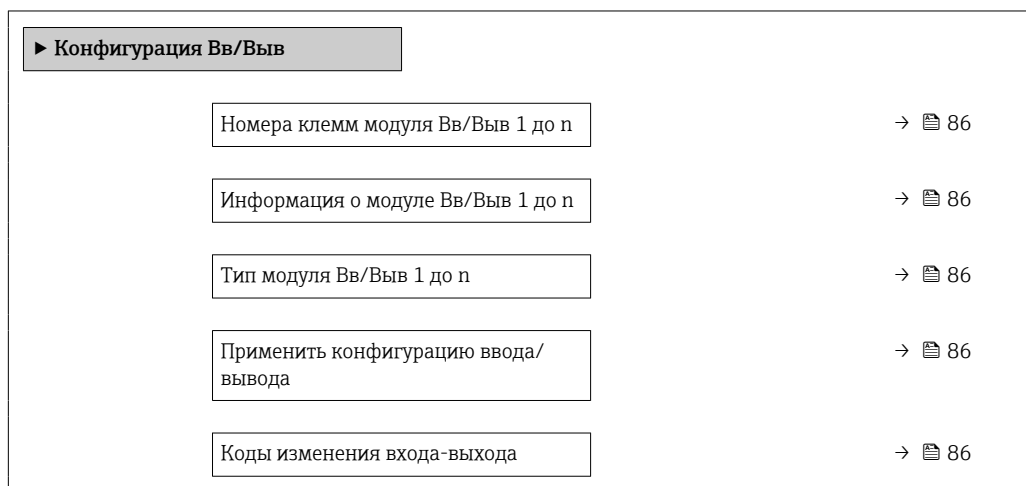 ► Конфигурация Вв/Выв
Номера клемм модуля Вв/Выв 1 до n → 86
Информация о модуле Вв/Выв 1 до n → 86
Тип модуля Вв/Выв 1 до n → 86
Применить конфигурацию ввода/ → 86
вывода
Коды изменения входа-выхода → 86